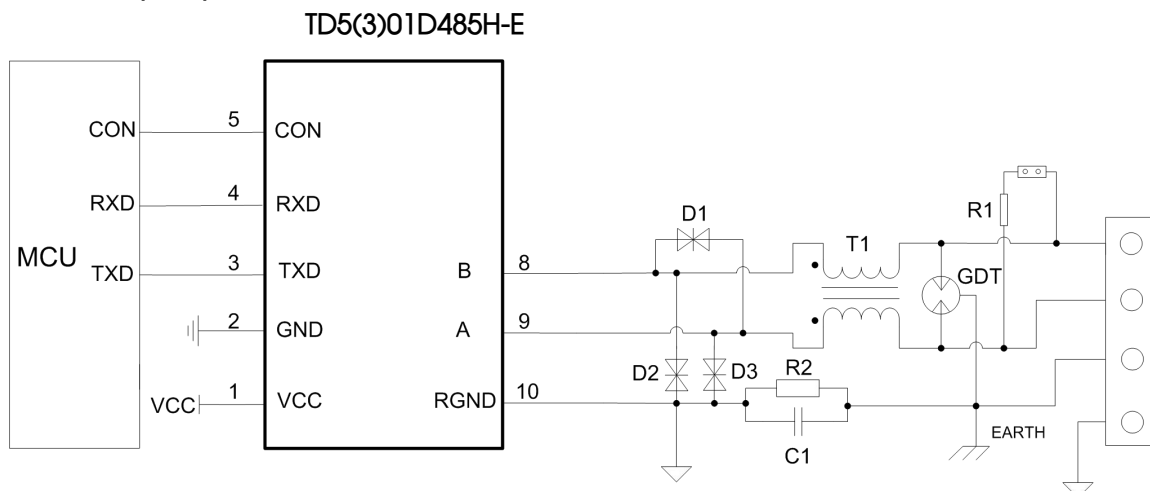 TD5(3)01D485H-E
MCU
CON
RXD
TXD
VCC
5
4
3
2
1
CON
RXD
TXD
GND
VCC
B
A
RGND
8
9
10
D1
D2
D3
R2
C1
T1
GDT
R1
EARTH